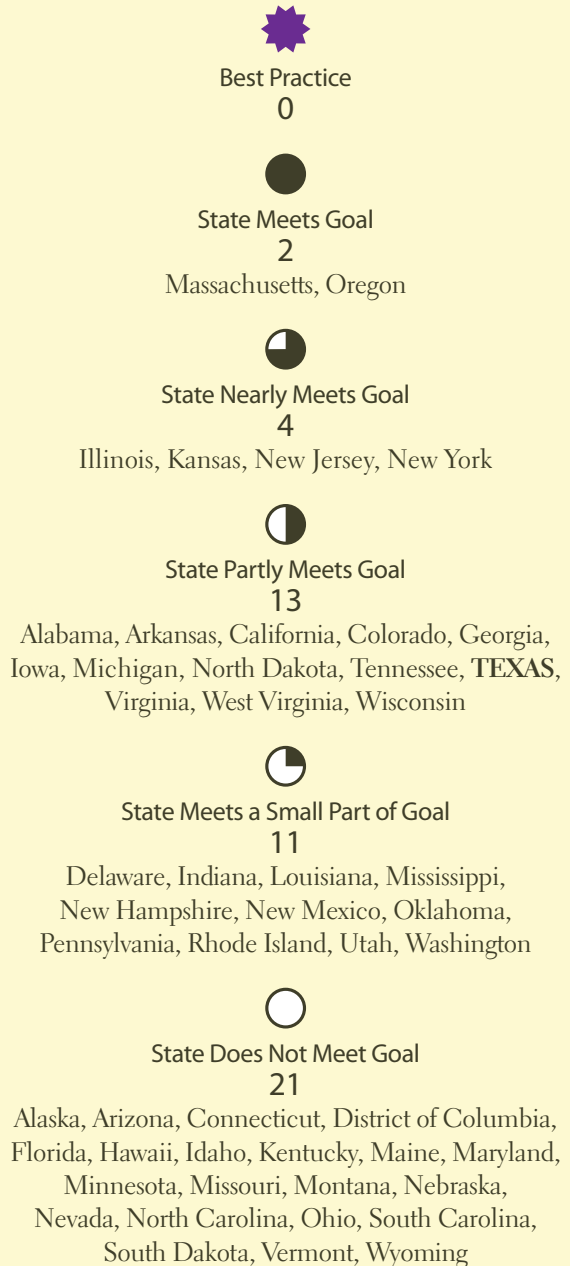 Best Practice
0
State Meets Goal
2
Massachusetts, Oregon
State Nearly Meets Goal
4
Illinois, Kansas, New Jersey, New York
State Partly Meets Goal
13
Alabama, Arkansas, California, Colorado, Georgia,
Iowa, Michigan, North Dakota, Tennessee, TEXAS,
Virginia, West Virginia, Wisconsin
State Meets a Small Part of Goal
11
Delaware, Indiana, Louisiana, Mississippi,
New Hampshire, New Mexico, Oklahoma,
Pennsylvania, Rhode Island, Utah, Washington
State Does Not Meet Goal
21
Alaska, Arizona, Connecticut, District of Columbia,
Florida, Hawaii, Idaho, Kentucky, Maine, Maryland,
Minnesota, Missouri, Montana, Nebraska,
Nevada, North Carolina, Ohio, South Carolina,
South Dakota, Vermont, Wyoming